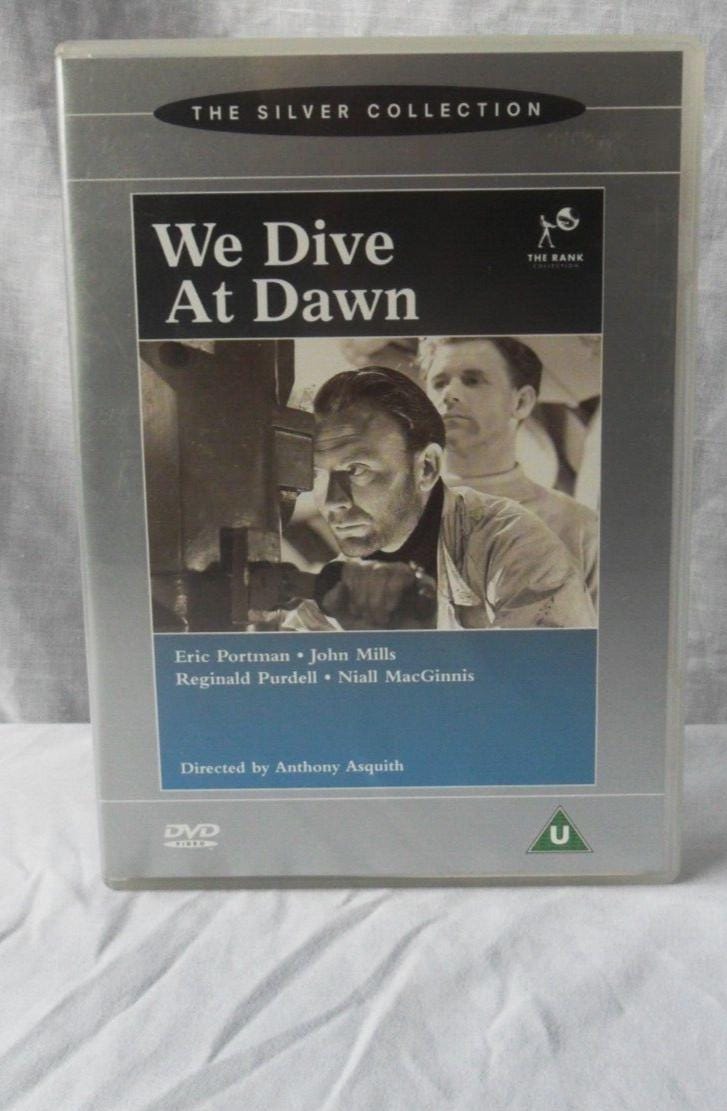 THE SILVER COLLECTION
We Dive
At Dawn
THE RANK
COLLECTION
Eric Portman • John Mills
Reginald Purdell • Niall MacGinnis
Directed by Anthony Asquith
DVD
VIDEO
U